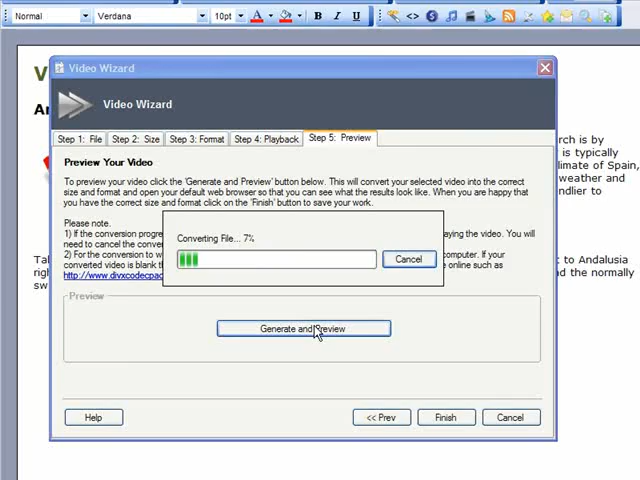 Normal Verdana 10pt A B I U
Video Wizard
Video Wizard
Step 1: File Step 2: Size Step 3: Format Step 4: Playback Step 5: Preview
Preview Your Video
To preview your video click the 'Generate and Preview' button below. This will convert your selected video into the correct
size and format and open your default web browser so that you can see what the results look like. When you are happy that
you have the correct size and format click on the 'Finish' button to save your work.
Please note.
1) If the conversion progre
aying the video. You will
need to cancel the conver
2) For the conversion to w
computer. If your
converted video is blank th
e online such as
http://www.divxcodecpac
Converting File... 7%
Cancel
Preview
Generate and Preview
Help << Prev Finish Cancel
V
Ar
rch is by
is typically
limate of Spain,
weather and
ndlier to
Tal
to Andalusia
righ
d the normally
sw